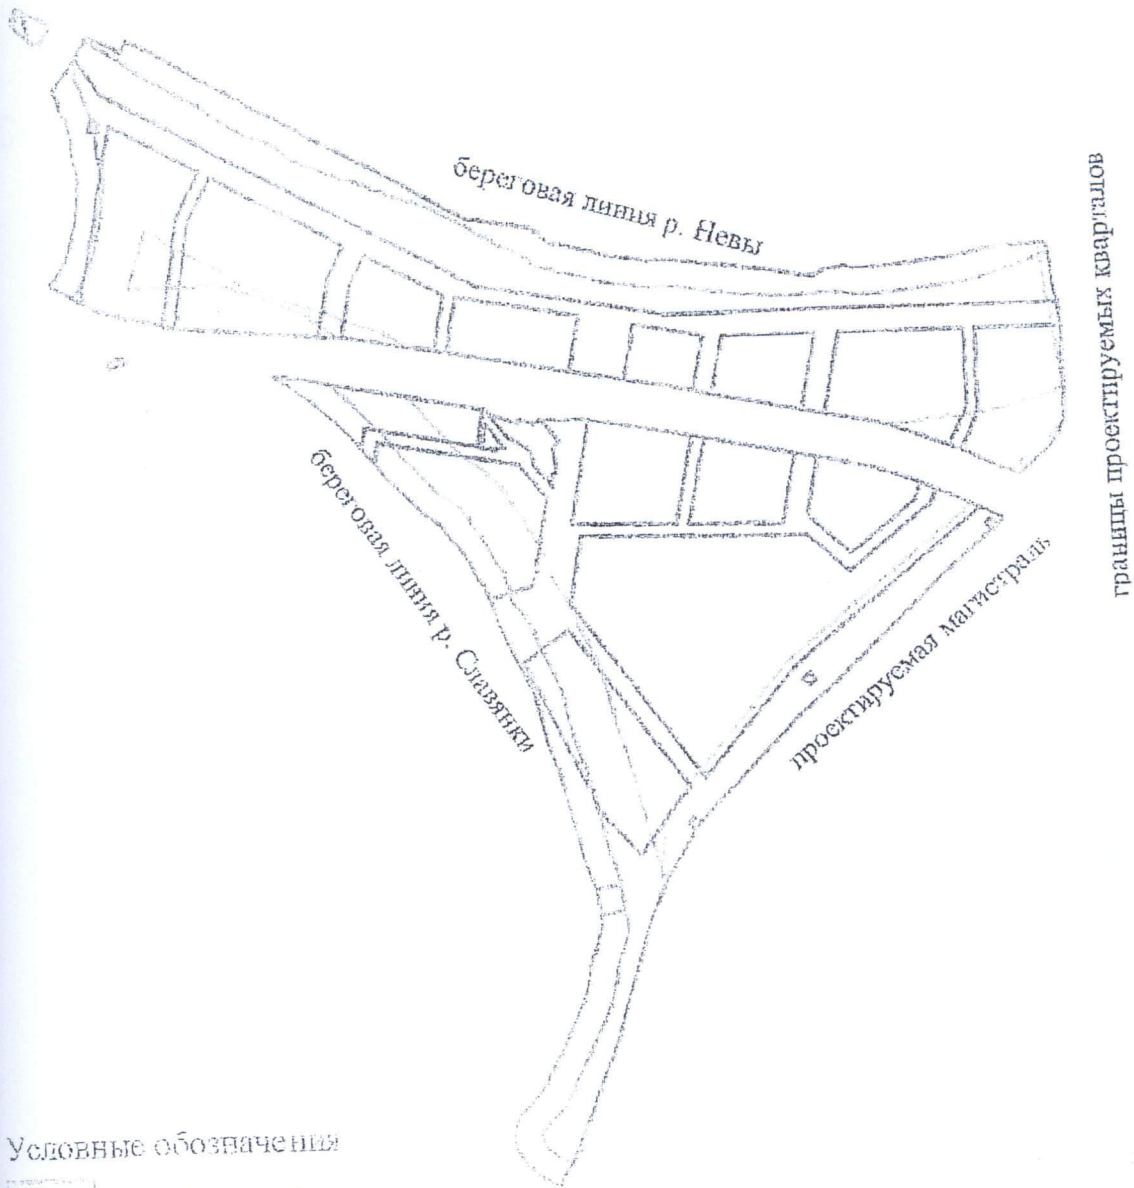 береговая линия р. Невы
границы проектируемых кварталов
береговая линия р. Славянки
проектируемая магистраль
Условные обозначения